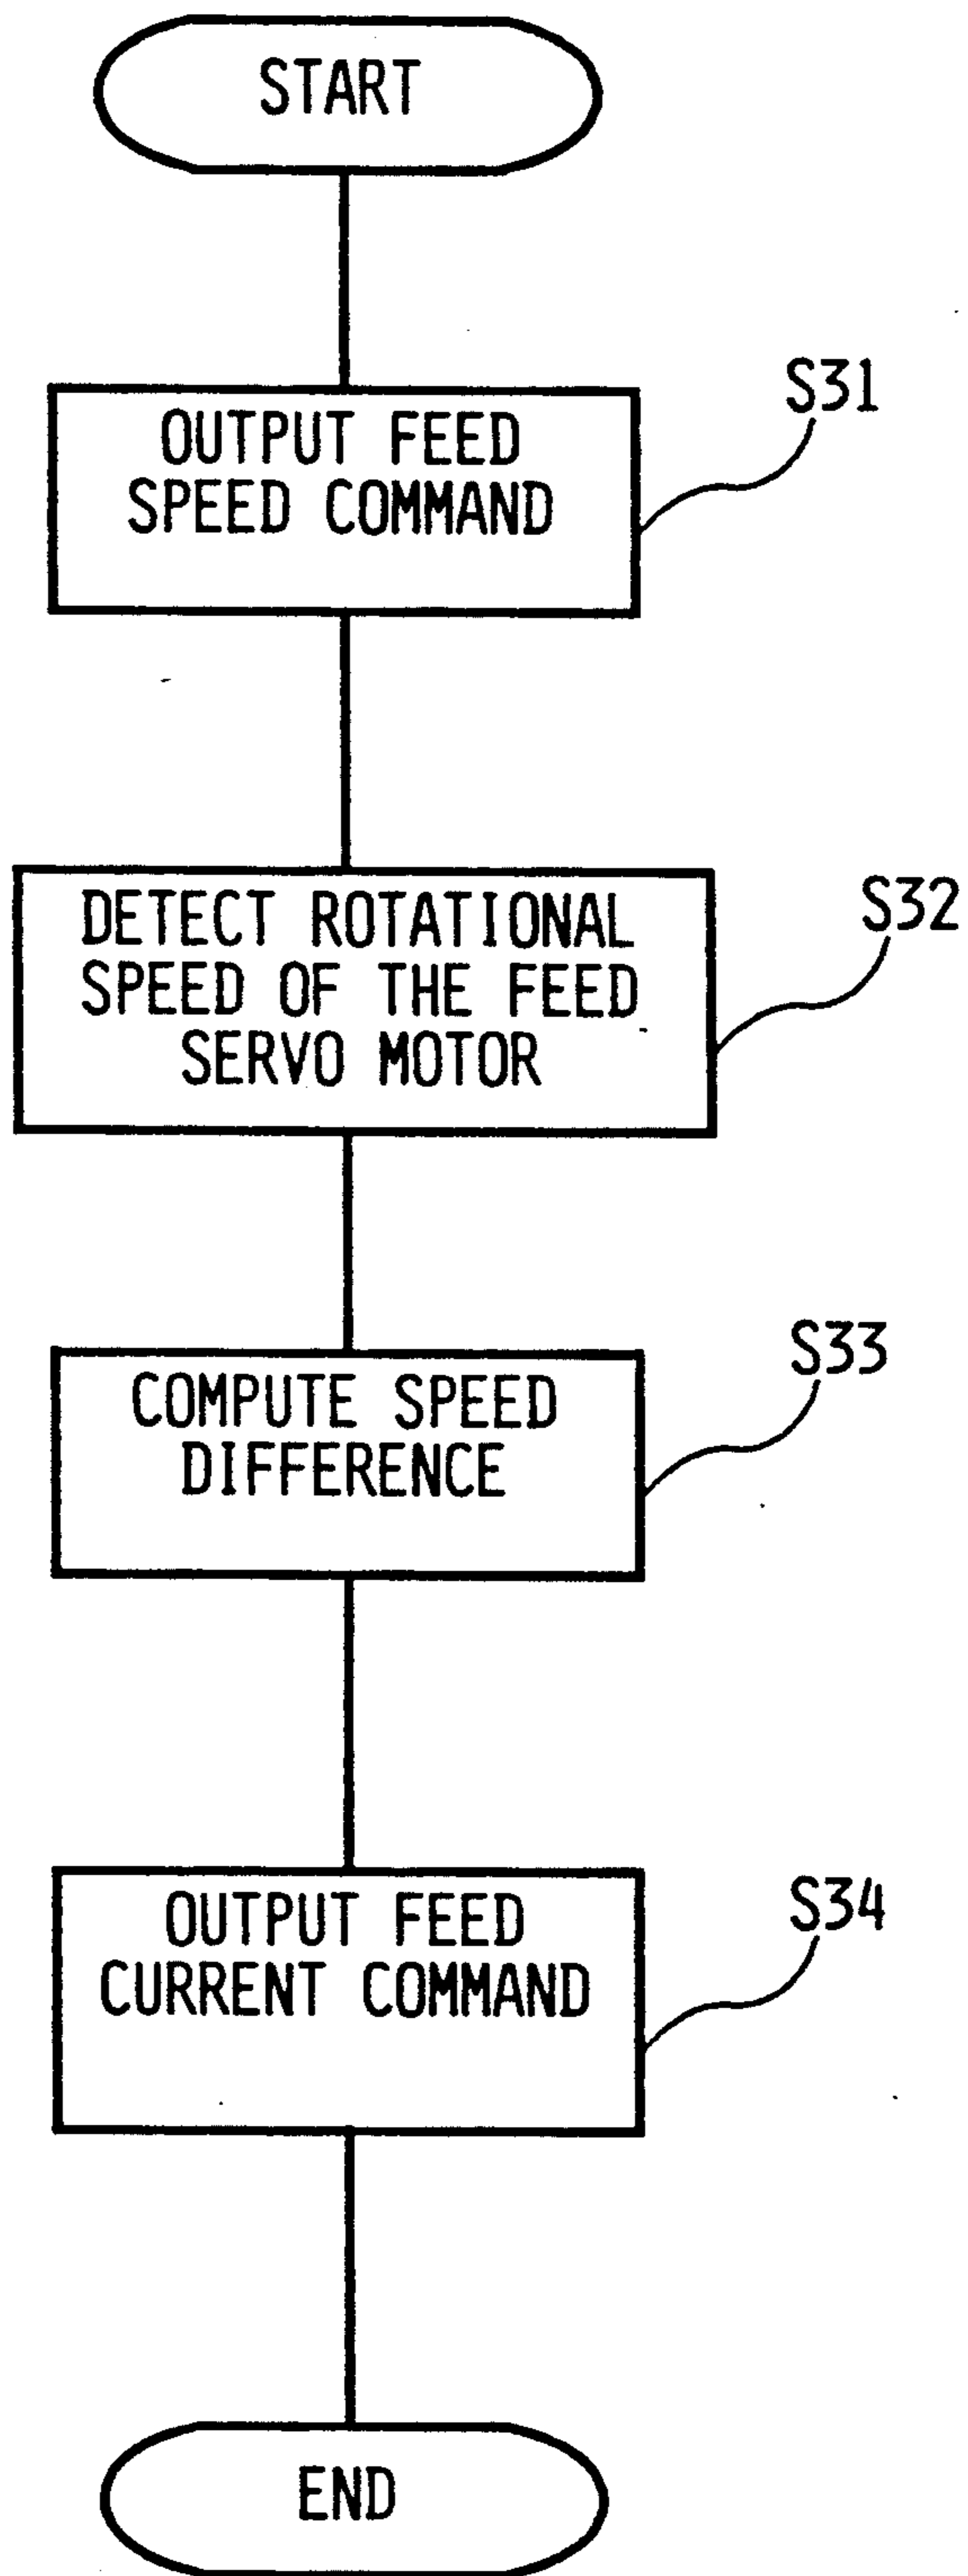 START
S31
OUTPUT FEED
SPEED COMMAND
S32
DETECT ROTATIONAL
SPEED OF THE FEED
SERVO MOTOR
S33
COMPUTE SPEED
DIFFERENCE
S34
OUTPUT FEED
CURRENT COMMAND
END